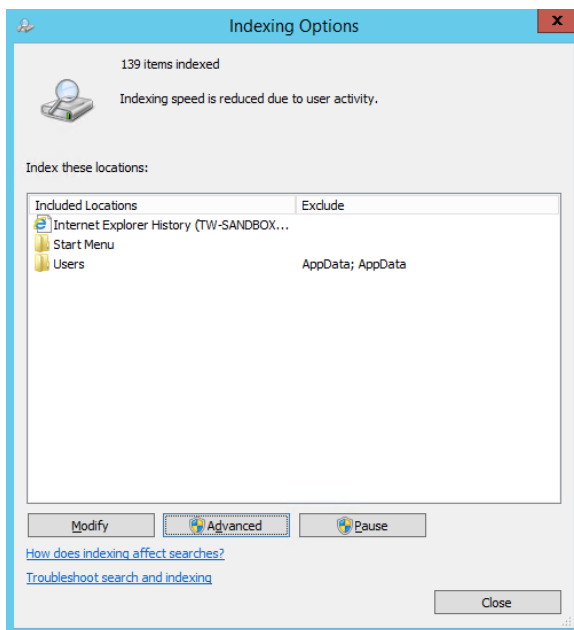 Indexing Options
x
139 items indexed
Indexing speed is reduced due to user activity.
Index these locations:
Included Locations Exclude
Internet Explorer History (TW-SANDBOX...
Start Menu
Users AppData; AppData
Modify Advanced Pause
How does indexing affect searches?
Troubleshoot search and indexing
Close